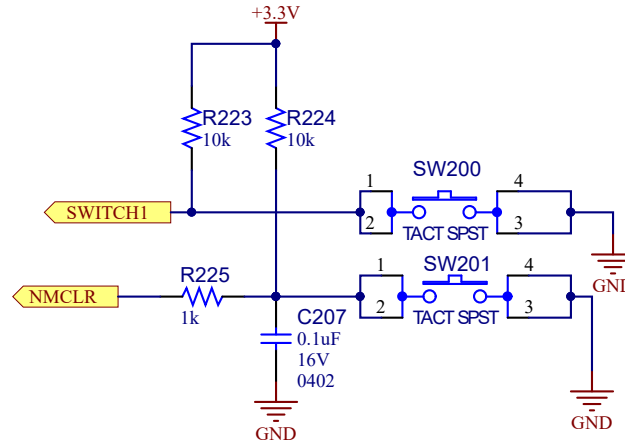 +3.3V
R223
10k
R224
10k
SW200
1
4
SWITCH1
2
3
TACT SPST
GND
SW201
R225
1
4
NMCLR
1k
2
3
C207
TACT SPST
0.1uF
16V
0402
GND
GND